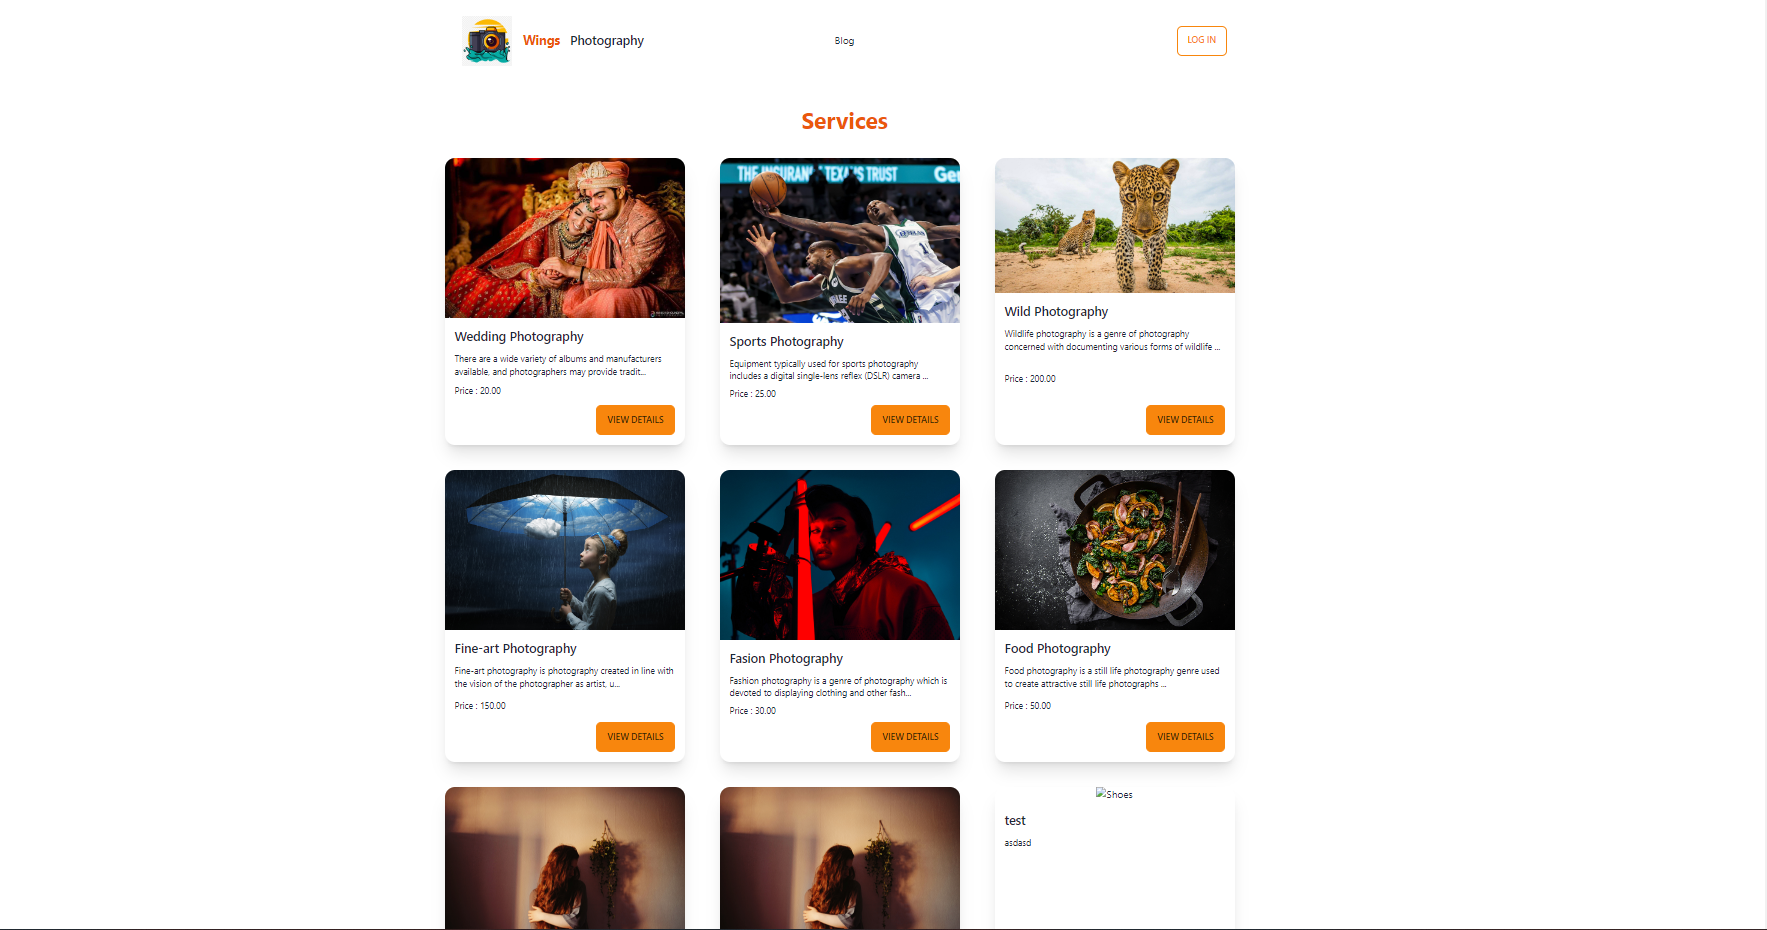 Wings Photography
Blog
LOG IN
Services
THE INSURAN TEXA'S TRUST Ge
Wedding Photography
There are a wide variety of albums and manufacturers
available, and photographers may provide tradit...
Price : 20.00
VIEW DETAILS
Sports Photography
Equipment typically used for sports photography
includes a digital single-lens reflex (DSLR) camera ...
Price : 25.00
VIEW DETAILS
Wild Photography
Wildlife photography is a genre of photography
concerned with documenting various forms of wildlife ...
Price : 200.00
VIEW DETAILS
Fine-art Photography
Fine-art photography is photography created in line with
the vision of the photographer as artist, u...
Price : 150.00
VIEW DETAILS
Fasion Photography
Fashion photography is a genre of photography which is
devoted to displaying clothing and other fash...
Price : 30.00
VIEW DETAILS
Food Photography
Food photography is a still life photography genre used
to create attractive still life photographs ...
Price : 50.00
VIEW DETAILS
Shoes
test
asdasd